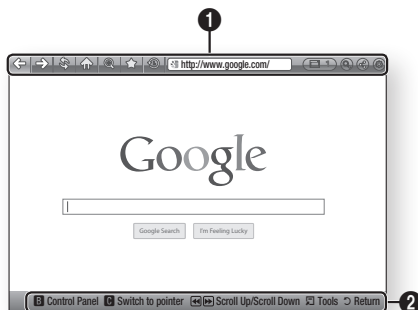 1
http://www.google.com/
1
Google
Google Search I'm Feeling Lucky
B Control Panel C Switch to pointer Scroll Up/Scroll Down Tools Return
2